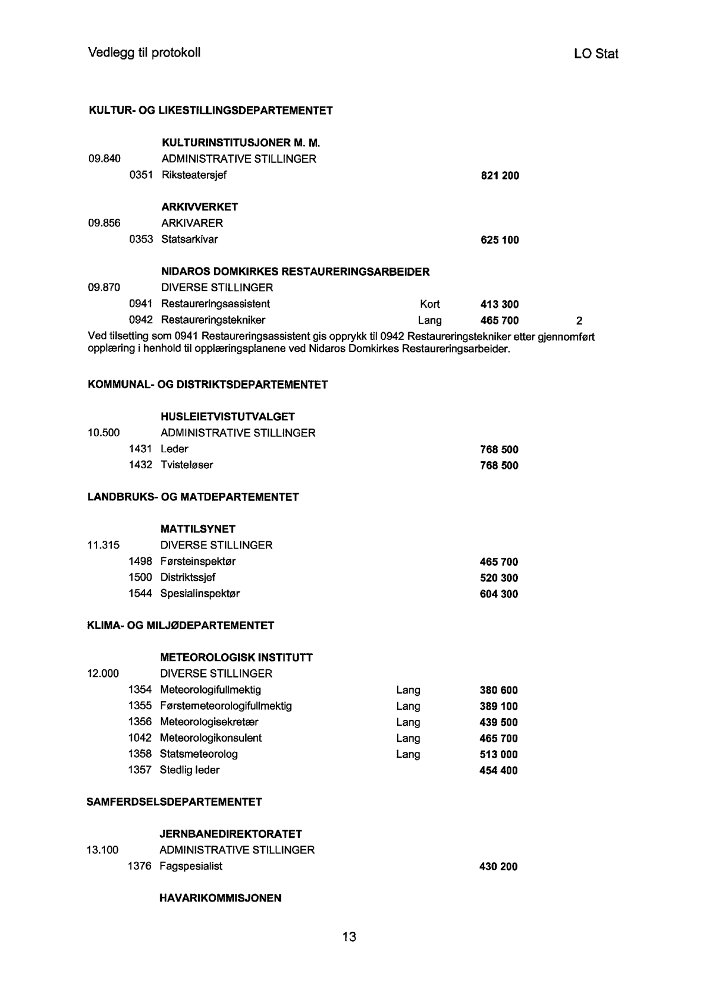 Vedlegg til protokoll LO Stat
KULTUR- OG LIKESTILLINGSDEPARTEMENTET
KULTURINSTITUSJONER M. M.
09.840 ADMINISTRATIVE STILLINGER
0351 Riksteatersjef 821 200
ARKIVVERKET
09.856 ARKIVARER
0353 Statsarkivar 625 100
NIDAROS DOMKIRKES RESTAURERINGSARBEIDER
09.870 DIVERSE STILLINGER
0941 Restaureringsassistent Kort 413 300
0942 Restaureringstekniker Lang 465 700 2
Ved tilsetting som 0941 Restaureringsassistent gis opprykk til 0942 Restaureringstekniker etter gjennomført
opplæring i henhold til opplæringsplanene ved Nidaros Domkirkes Restaureringsarbeider.
KOMMUNAL- OG DISTRIKTSDEPARTEMENTET
HUSLEIETVISTUTVALGET
10.500 ADMINISTRATIVE STILLINGER
1431 Leder 768 500
1432 Tvisteløser 768 500
LANDBRUKS- OG MATDEPARTEMENTET
MATTILSYNET
11.315 DIVERSE STILLINGER
1498 Førsteinspektør 465 700
1500 Distriktssjef 520 300
1544 Spesialinspektør 604 300
KLIMA- OG MILJØDEPARTEMENTET
METEOROLOGISK INSTITUTT
12.000 DIVERSE STILLINGER
1354 Meteorologifullmektig Lang 380 600
1355 Førstemeteorologifullmektig Lang 389 100
1356 Meteorologisekretær Lang 439 500
1042 Meteorologikonsulent Lang 465 700
1358 Statsmeteorolog Lang 513 000
1357 Stedlig leder 454 400
SAMFERDSELSDEPARTEMENTET
JERNBANEDIREKTORATET
13.100 ADMINISTRATIVE STILLINGER
1376 Fagspesialist 430 200
HAVARIKOMMISJONEN
13